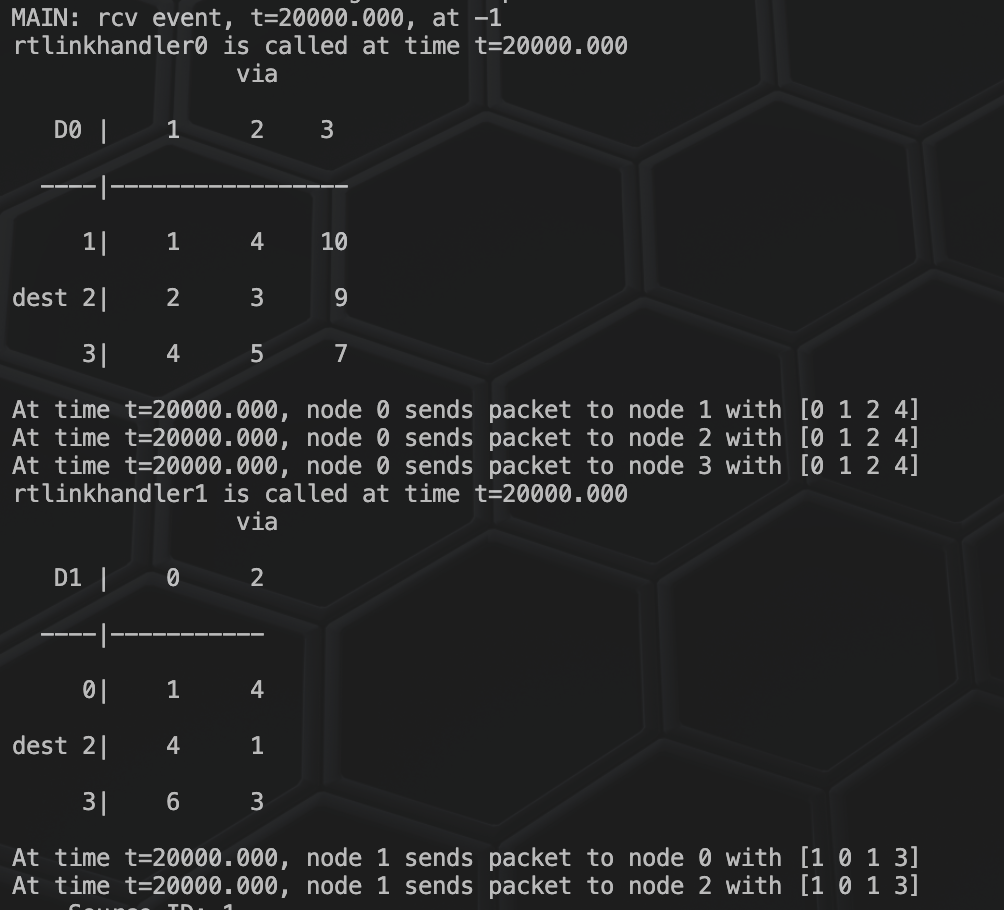 MAIN: rcv event, t=20000.000, at -1
rtlinkhandler0 is called at time t=20000.000
via
D0 | 1 2 3
----|-----------------
1| 1 4 10
dest 2| 2 3 9
3| 4 5 7
At time t=20000.000, node 0 sends packet to node 1 with [0 1 2 4]
At time t=20000.000, node 0 sends packet to node 2 with [0 1 2 4]
At time t=20000.000, node 0 sends packet to node 3 with [0 1 2 4]
rtlinkhandler1 is called at time t=20000.000
via
D1 | 0 2
----|-----------
0| 1 4
dest 2| 4 1
3| 6 3
At time t=20000.000, node 1 sends packet to node 0 with [1 0 1 3]
At time t=20000.000, node 1 sends packet to node 2 with [1 0 1 3]
Source ID: 1